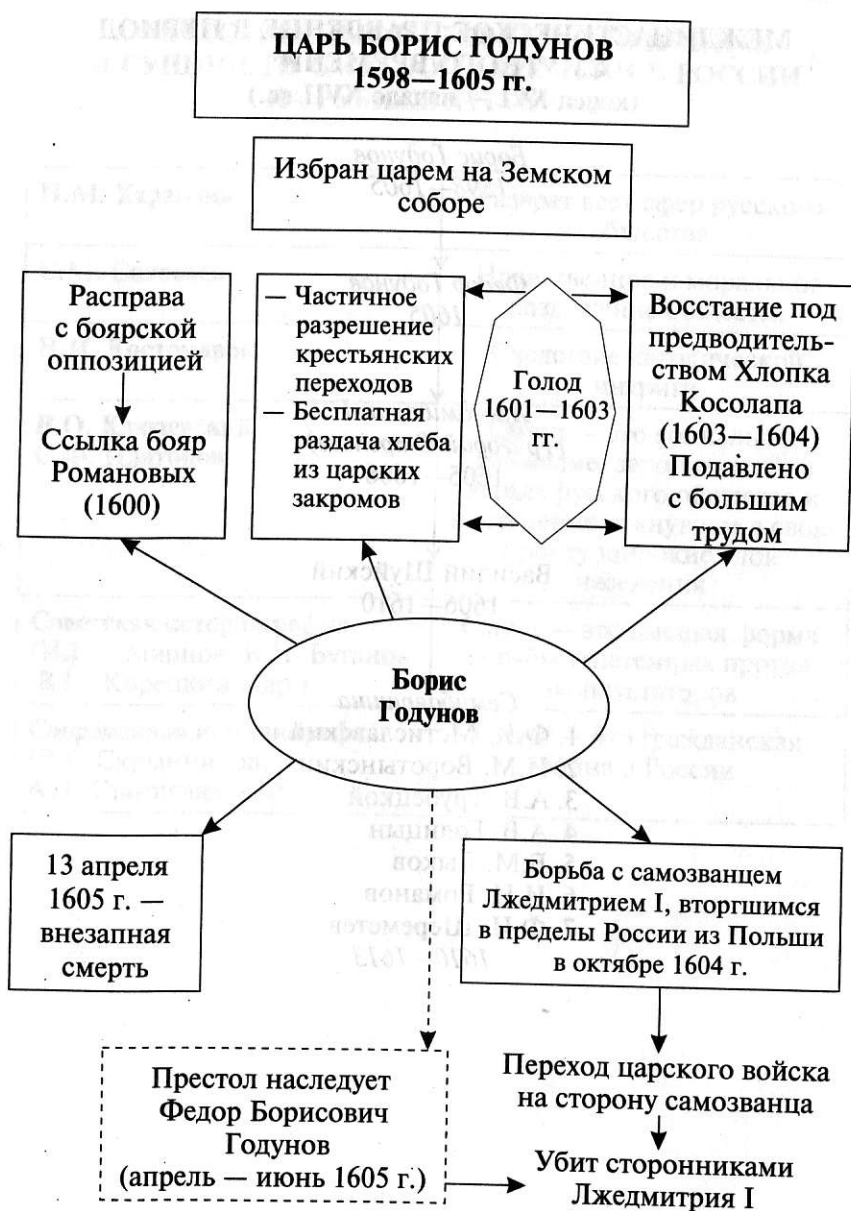 ЦАРЬ БОРИС ГОДУНОВ
1598—1605 гг.
Избран царем на Земском
соборе
Расправа
с боярской
оппозицией
Ссылка бояр
Романовых
(1600)
— Частичное
разрешение
крестьянских
переходов
— Бесплатная
раздача хлеба
из царских
закромов
Голод
1601—1603
гг.
Восстание под
предводитель-
ством Хлопка
Косолапа
(1603—1604)
Подавлено
с большим
трудом
Борис
Годунов
13 апреля
1605 г. —
внезапная
смерть
Борьба с самозванцем
Лжедмитрием I, вторгшимся
в пределы России из Польши
в октябре 1604 г.
Престол наследует
Федор Борисович
Годунов
(апрель — июнь 1605 г.)
Переход царского войска
на сторону самозванца
Убит сторонниками
Лжедмитрия I